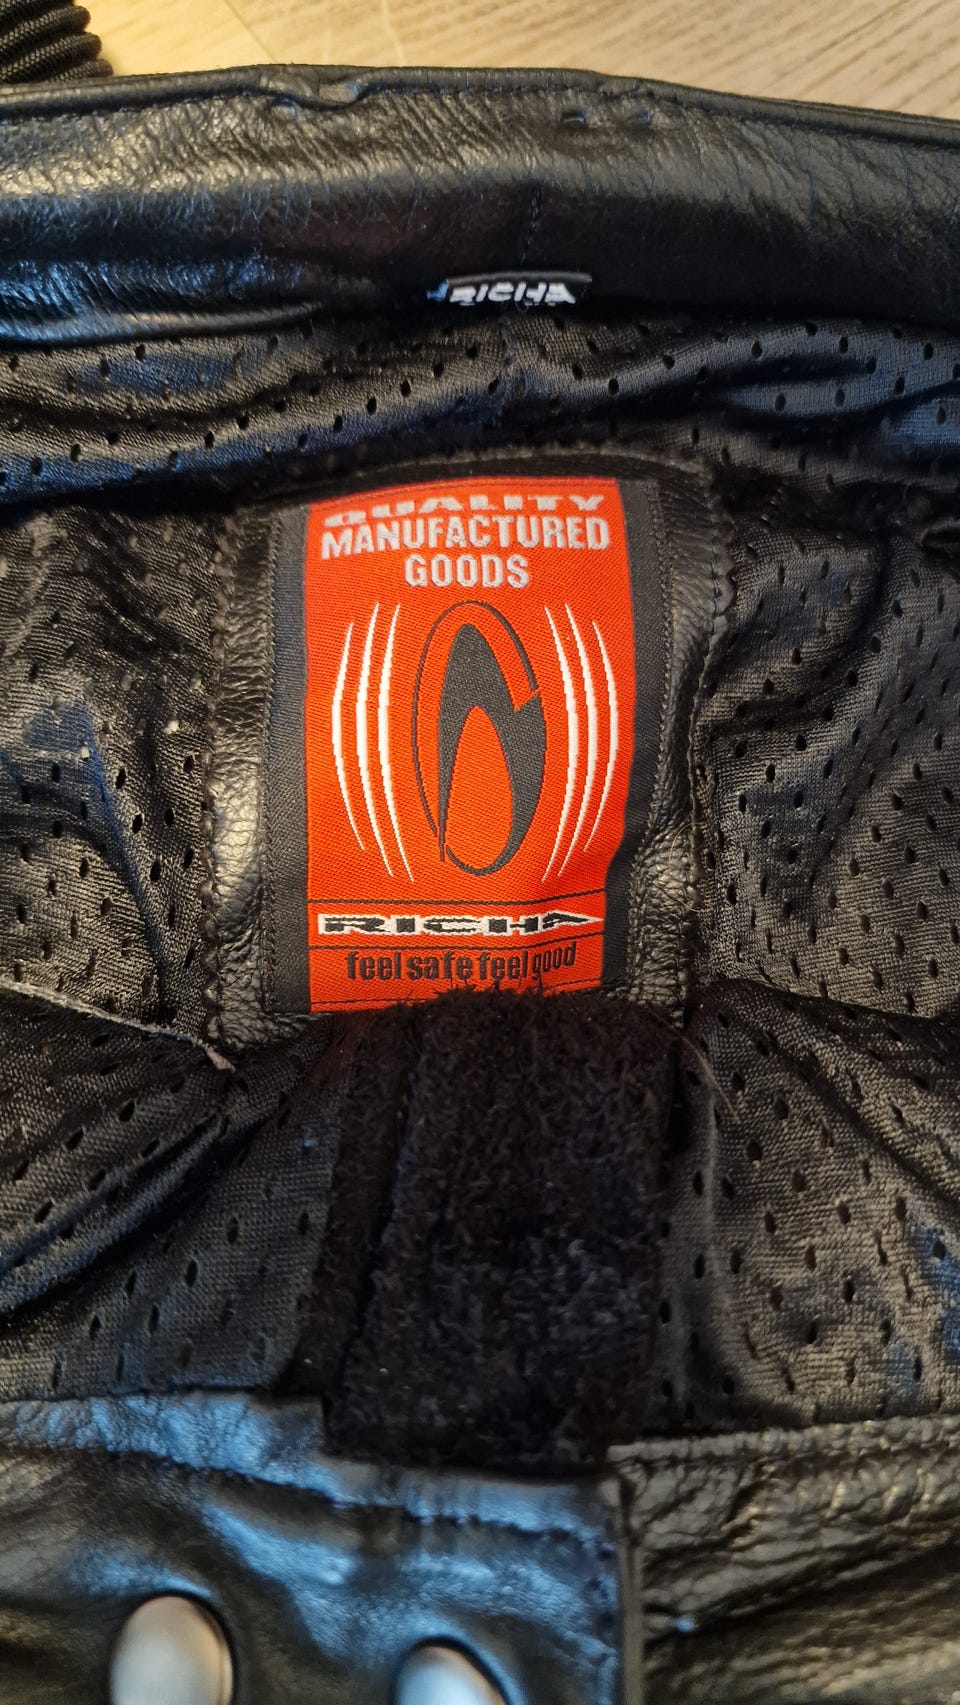 RICHA
QUALITY
MANUFACTURED
GOODS
RICHA
feel safe feel good